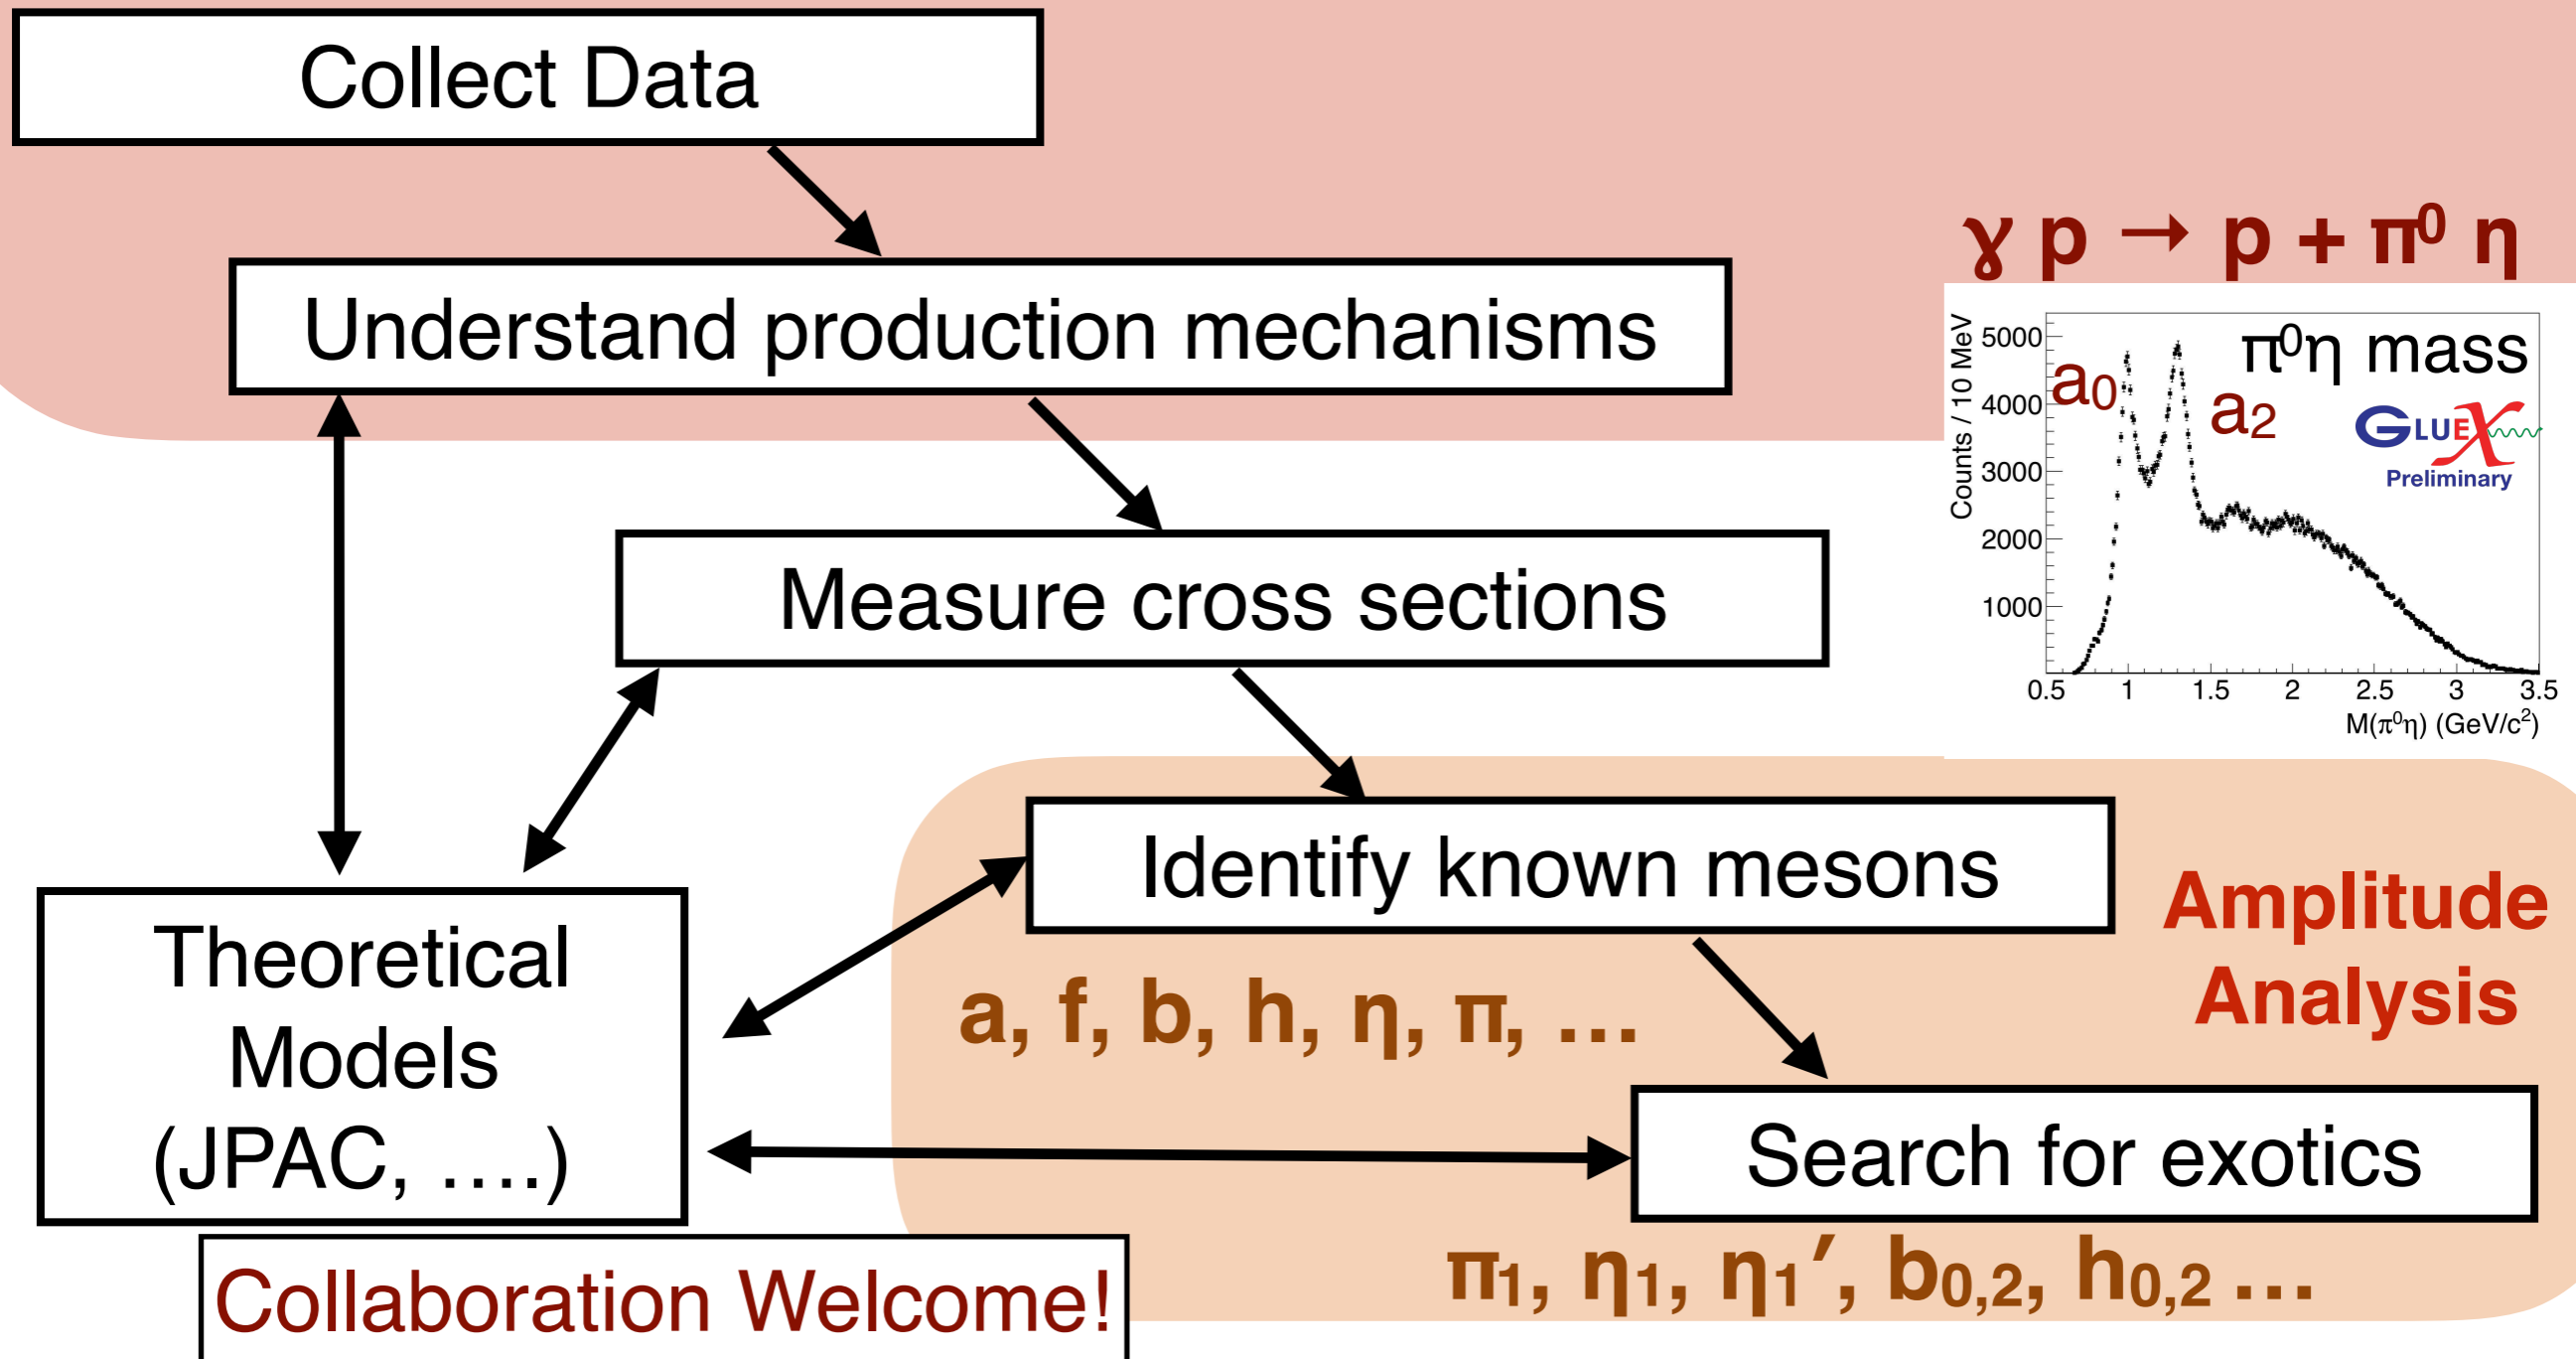 Collect Data
Understand production mechanisms
Measure cross sections
Identify known mesons
Search for exotics
Theoretical
Models
(JPAC, ....)
Collaboration Welcome!
a, f, b, h, η, π, ...
π₁, η₁, η₁′, b₀,₂, h₀,₂ ...
Amplitude
Analysis
γ p → p + π⁰ η
π⁰η mass
a₀
a₂
GLUEX
Preliminary
Counts / 10 MeV
5000
4000
3000
2000
1000
0.5 1 1.5 2 2.5 3 3.5
M(π⁰η) (GeV/c²)